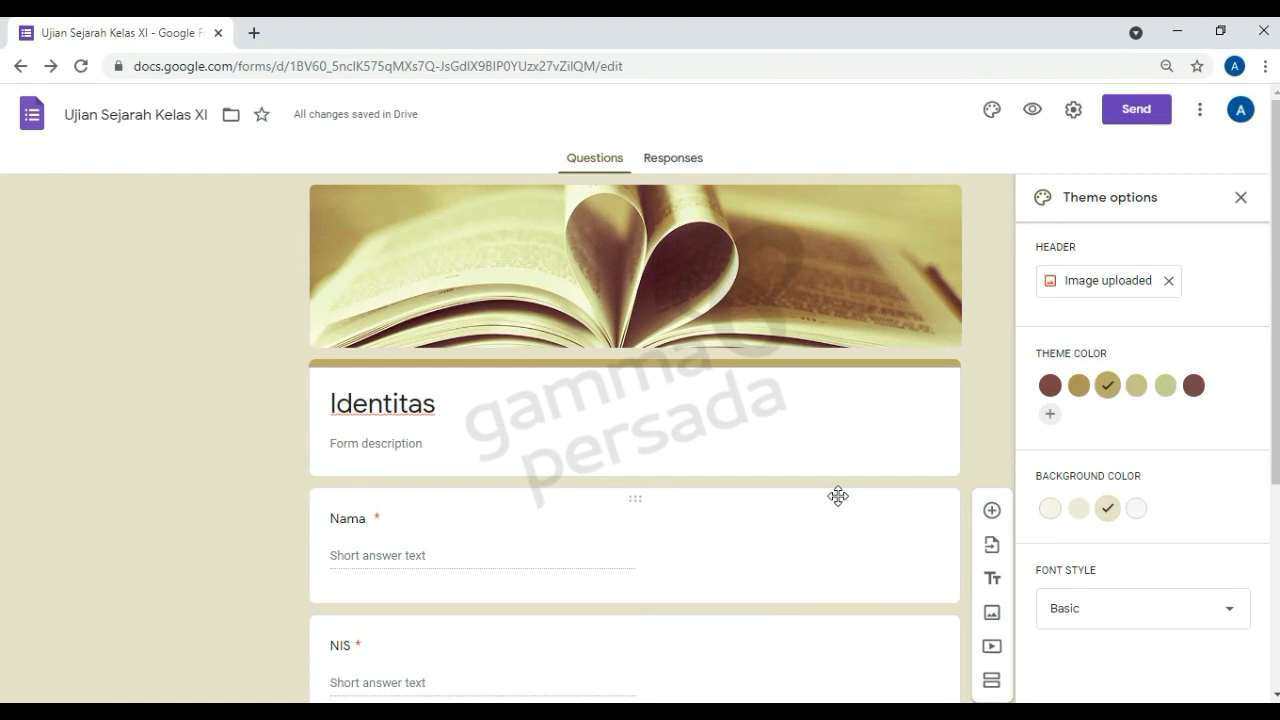 Ujian Sejarah Kelas XI - Google F
docs.google.com/forms/d/1BV60_5nclK575qMXs7Q-JsGdIX9BIP0YUzx27vZilQM/edit
A
Ujian Sejarah Kelas XI
All changes saved in Drive
Send
A
Questions
Responses
Theme options
HEADER
Image uploaded
THEME COLOR
Identitas
Form description
gamma
persada
BACKGROUND COLOR
Nama *
Short answer text
FONT STYLE
Basic
NIS *
Short answer text
Tт